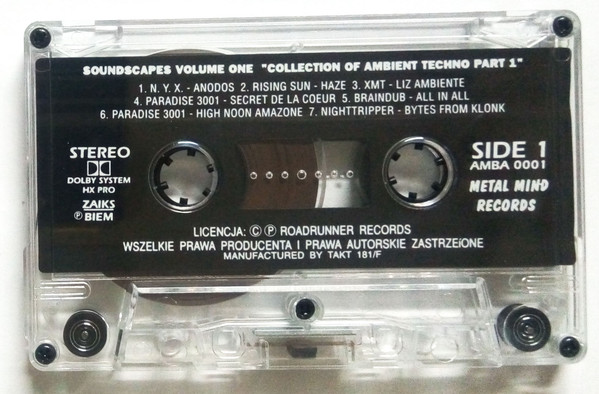 SOUNDSCAPES VOLUME ONE "COLLECTION OF AMBIENT TECHNO PART 1"
1. N. Y. X. - ANODOS 2. RISING SUN - HAZE 3. XMT - LIZ AMBIENTE
4. PARADISE 3001 - SECRET DE LA COEUR 5. BRAINDUB - ALL IN ALL
6. PARADISE 3001 - HIGH NOON AMAZONE 7. NIGHTTRIPPER - BYTES FROM KLONK
STEREO
DOLBY SYSTEM
HX PRO
ZAIKS
Ⓟ BIEM
SIDE 1
AMBA 0001
METAL MIND
RECORDS
LICENCJA: Ⓒ Ⓟ ROADRUNNER RECORDS
WSZELKIE PRAWA PRODUCENTA I PRAWA AUTORSKIE ZASTRZEiONE
MANUFACTURED BY TAKT 181/F